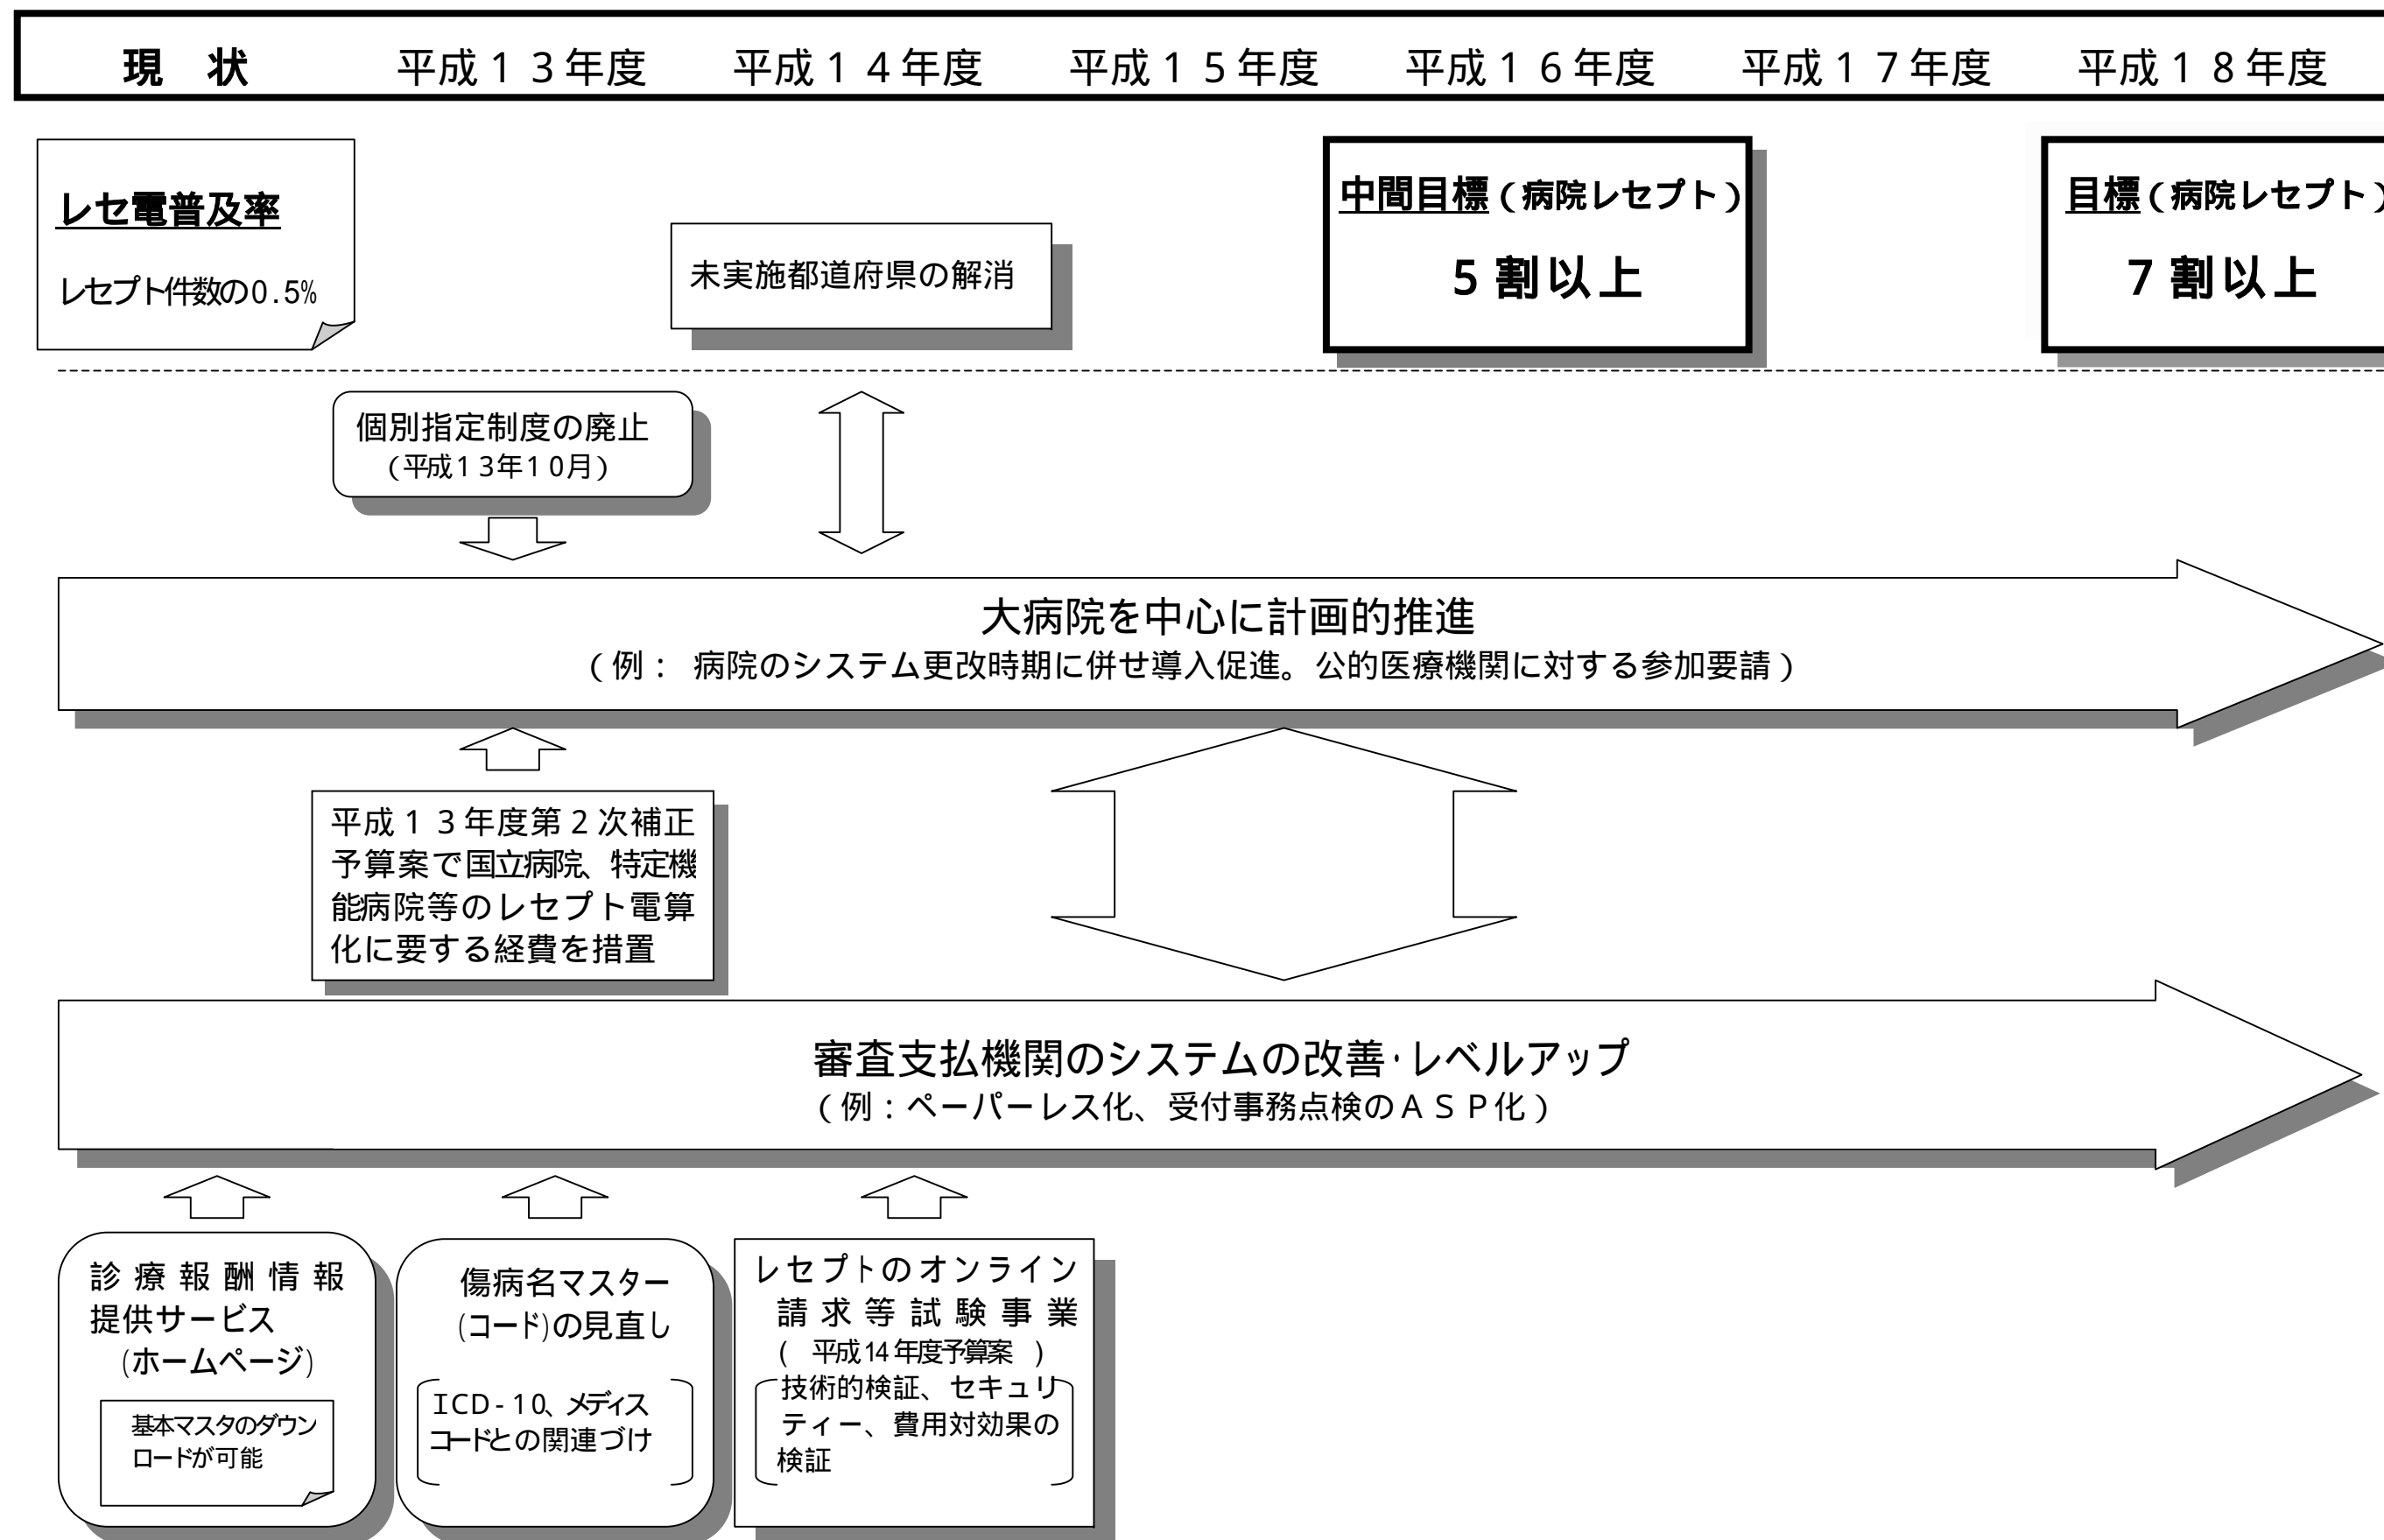 現 状 平成13年度 平成14年度 平成15年度 平成16年度 平成17年度 平成18年度
レセ電普及率
レセプト件数の0.5%
未実施都道府県の解消
中間目標（病院レセプト）
5割以上
目標（病院レセプト）
7割以上
個別指定制度の廃止
（平成13年10月）
大病院を中心に計画的推進
（例： 病院のシステム更改時期に併せ導入促進。公的医療機関に対する参加要請）
平成13年度第2次補正
予算案で国立病院、特定機
能病院等のレセプト電算
化に要する経費を措置
審査支払機関のシステムの改善・レベルアップ
（例：ペーパーレス化、受付事務点検のASP化）
診療報酬情報
提供サービス
(ホームページ)
基本マスタのダウン
ロードが可能
傷病名マスター
(コード)の見直し
ICD-10、メディス
コードとの関連づけ
レセプトのオンライン
請求等試験事業
( 平成14年度予算案 )
技術的検証、セキュリ
ティー、費用対効果の
検証